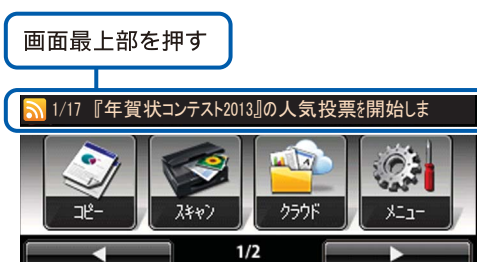 画面最上部を押す
1/17 『年賀状コンテスト2013』の人気投票を開始しま
コピー
スキャン
クラウド
メニュー
1/2